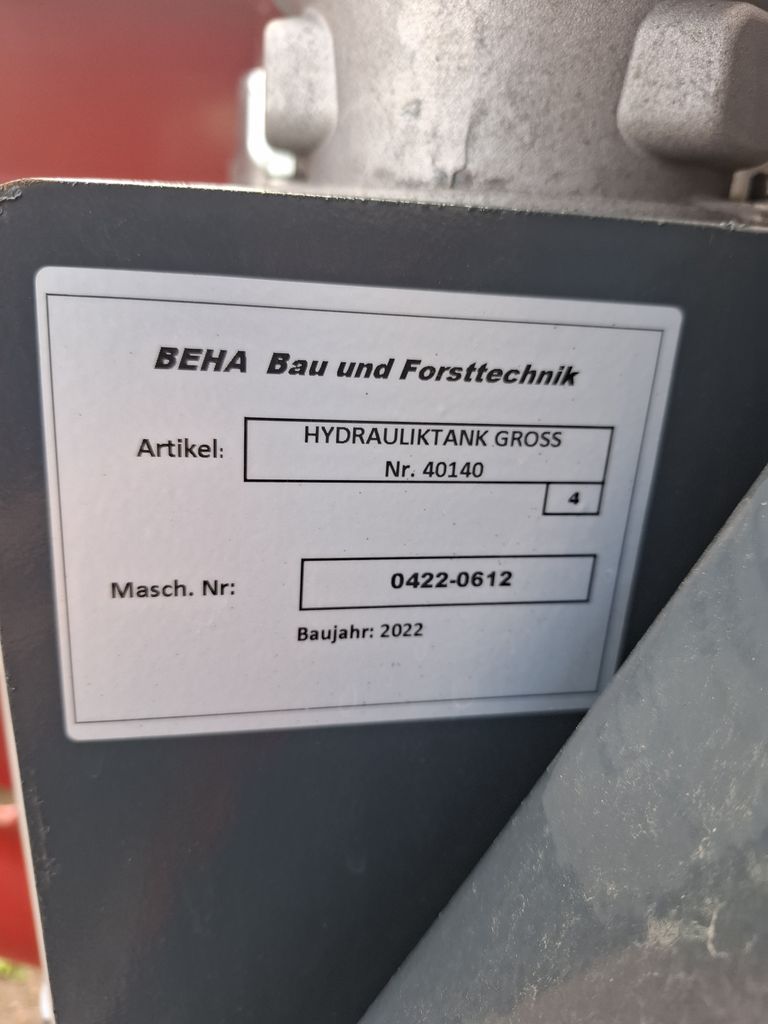 BEHA Bau und Forsttechnik
Artikel: HYDRAULIKTANK GROSS
Nr. 40140
4
Masch. Nr: 0422-0612
Baujahr: 2022